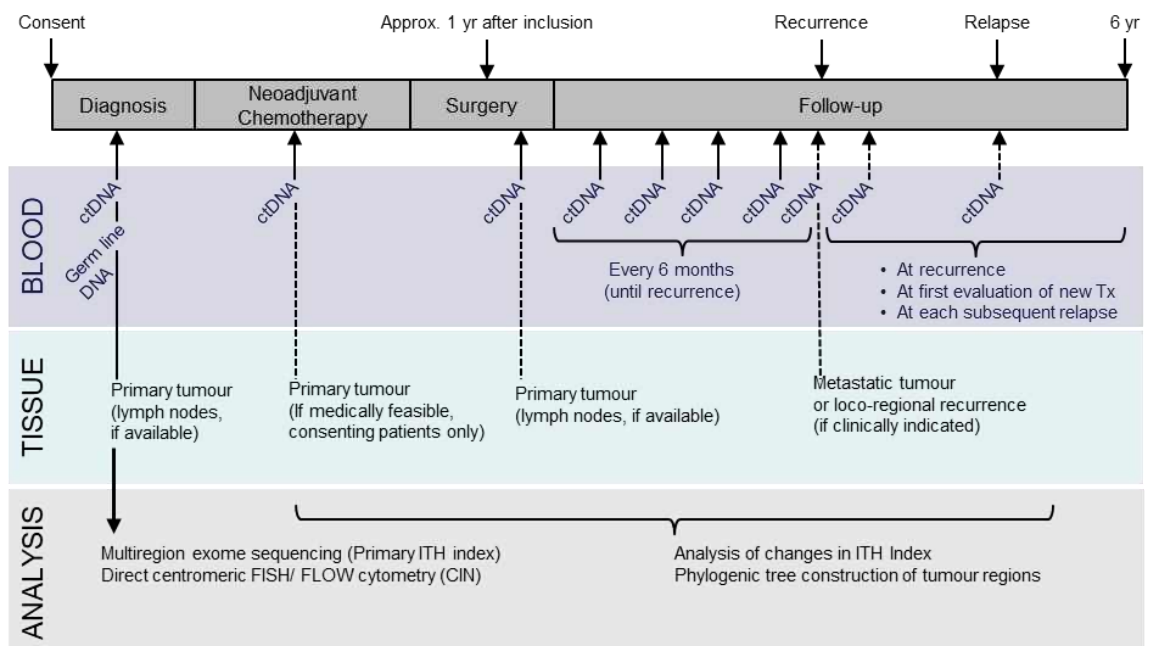 Consent
Approx. 1 yr after inclusion
Recurrence
Relapse
6 yr
Diagnosis
Neoadjuvant
Chemotherapy
Surgery
Follow-up
BLOOD
ctDNA
Germ line
DNA
ctDNA
ctDNA
ctDNA
ctDNA
ctDNA
ctDNA
ctDNA
ctDNA
ctDNA
Every 6 months
(until recurrence)
• At recurrence
• At first evaluation of new Tx
• At each subsequent relapse
TISSUE
Primary tumour
(lymph nodes,
if available)
Primary tumour
(If medically feasible,
consenting patients only)
Primary tumour
(lymph nodes, if available)
Metastatic tumour
or loco-regional recurrence
(if clinically indicated)
ANALYSIS
Multiregion exome sequencing (Primary ITH index)
Direct centromeric FISH/ FLOW cytometry (CIN)
Analysis of changes in ITH Index
Phylogenic tree construction of tumour regions